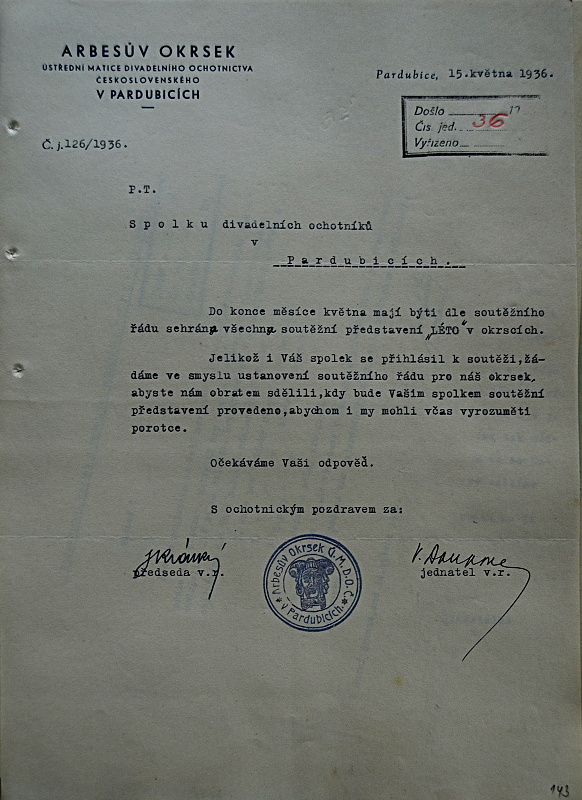 ARBESŮV OKRSEK
ÚSTŘEDNÍ MATICE DIVADELNÍHO OCHOTNICTVA
ČESKOSLOVENSKÉHO
V PARDUBICÍCH
Pardubice, 15.května 1936.
Došlo 17
Čís. jed. 36
Vyřízeno
Č. j.126/1936.
P.T.
S p o l k u divadelních ochotníků
v
P a r d u b i c í c h .
Do konce měsíce května mají býti dle soutěžního
řádu sehrána všechna soutěžní představení „LÉTO" v okrscích.
Jelikož i Váš spolek se přihlásil k soutěži,žá-
dáme ve smyslu ustanovení soutěžního řádu pro náš okrsek,
abyste nám obratem sdělili,kdy bude Vašim spolkem soutěžní
představení provedeno,abychom i my mohli včas vyrozuměti
porotce.
Očekáváme Vaši odpověď.
S ochotnickým pozdravem za:
předseda v.r.
jednatel v.r.
Arbesův Okrsek Ú.M.D.O.Č.
v Pardubicích.
143